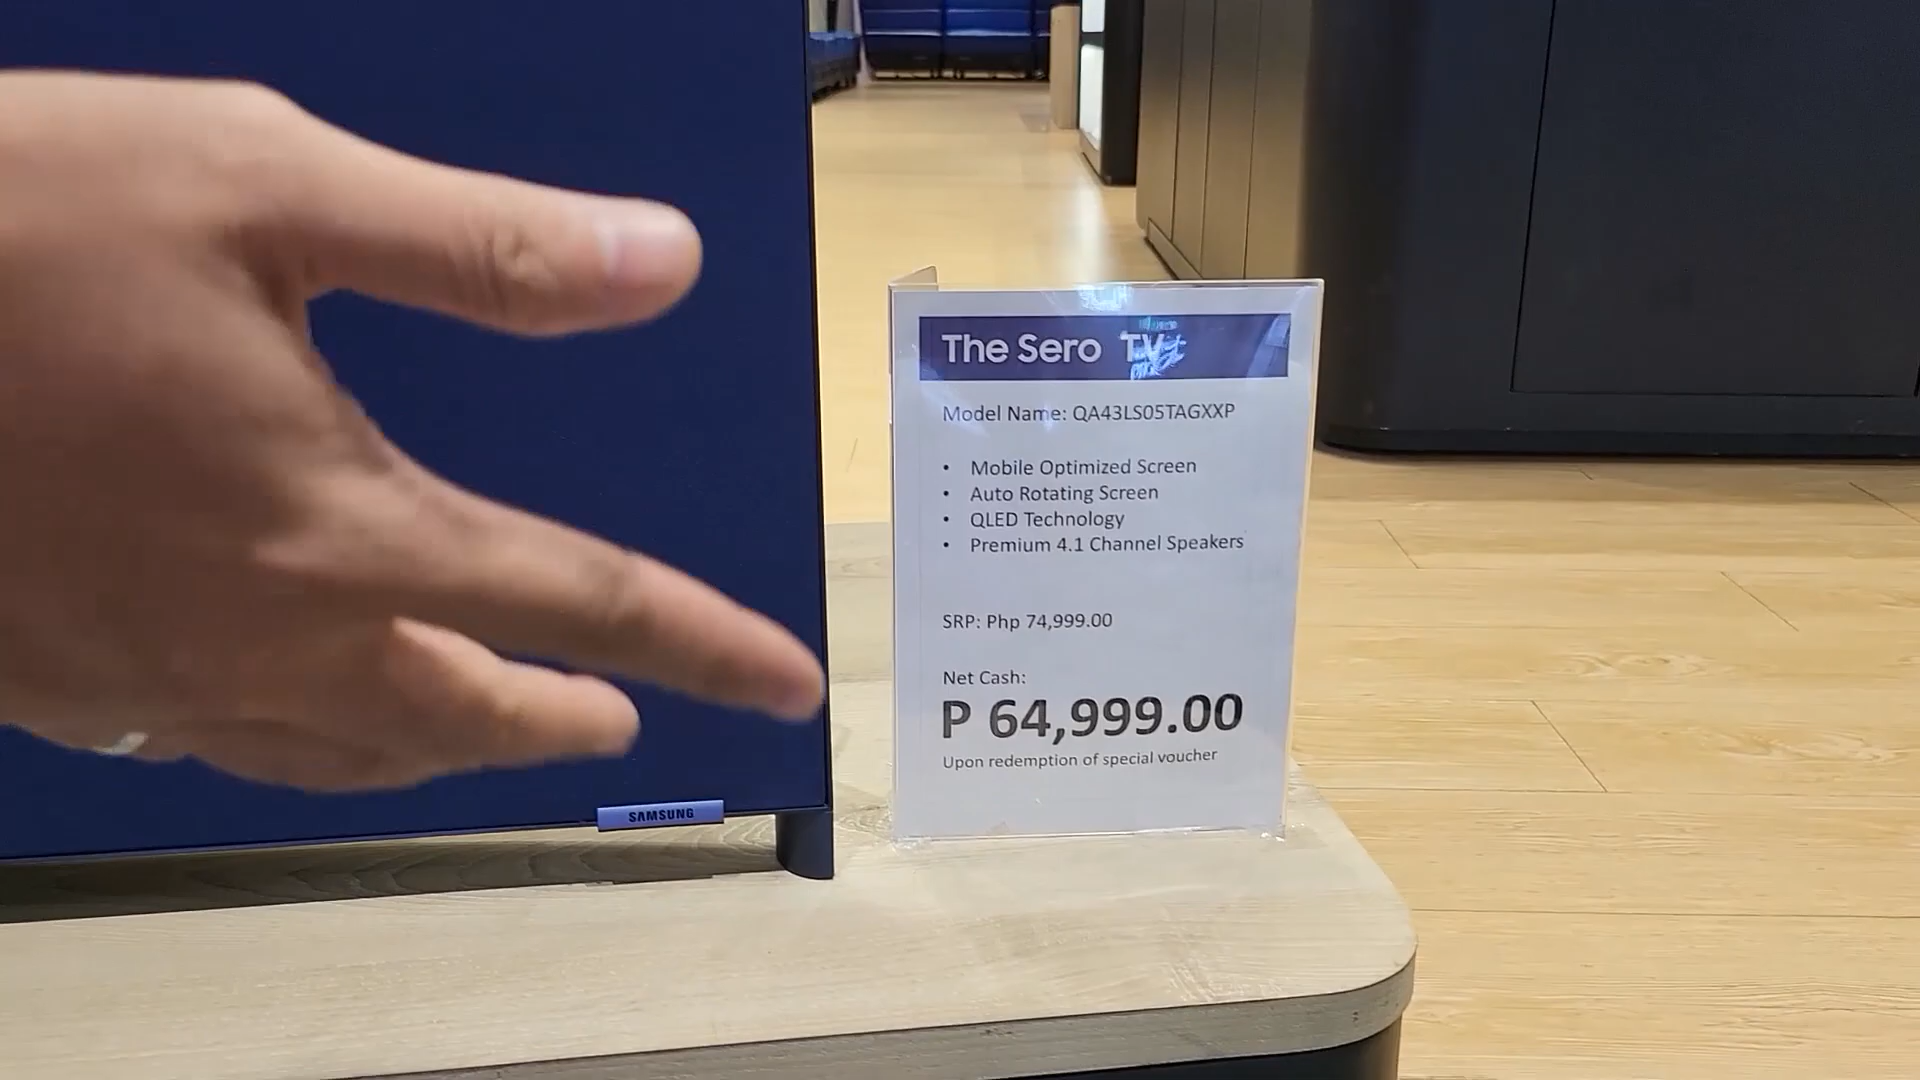 The Sero TV
Model Name: QA43LS05TAGXXP
• Mobile Optimized Screen
• Auto Rotating Screen
• QLED Technology
• Premium 4.1 Channel Speakers
SRP: Php 74,999.00
Net Cash:
P 64,999.00
Upon redemption of special voucher
SAMSUNG